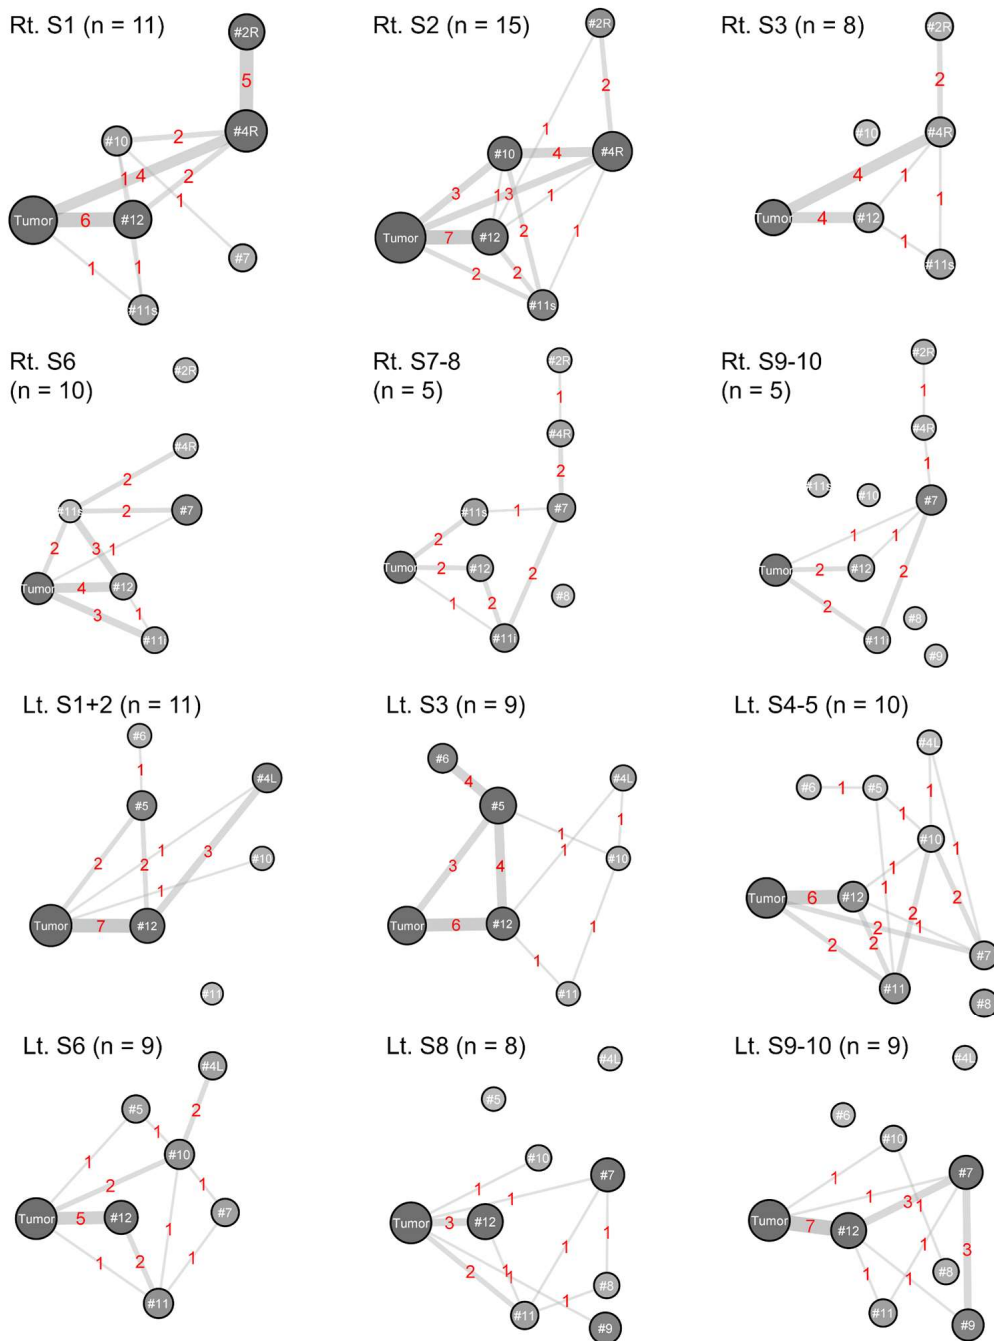 Rt. S1 (n = 11)
#2R
5
#4R
#10
2
1 4 2
1
Tumor
6
#12
#7
1
1
#11s
Rt. S2 (n = 15)
#2R
2
1
#10
4
#4R
3
1 3
1
Tumor
7
#12
2
1
2
2
#11s
Rt. S3 (n = 8)
#2R
2
#10
#4R
4
1
1
Tumor
4
#12
1
#11s
Rt. S6
(n = 10)
#2R
#4R
2
#11s
2
#7
2
3 1
Tumor
4
#12
3
1
#11i
Rt. S7-8
(n = 5)
#2R
1
#4R
2
#11s
1
#7
2
Tumor
2
#12
2
1
2
#8
#11i
Rt. S9-10
(n = 5)
#2R
1
#4R
1
#11s
#10
#7
1
1
Tumor
2
#12
2
2
#8
#11i
#9
Lt. S1+2 (n = 11)
#6
1
#4L
#5
2
2
1
3
#10
1
Tumor
7
#12
#11
Lt. S3 (n = 9)
#6
4
#4L
#5
1
1
1
#10
3
4
Tumor
6
#12
1
1
#11
Lt. S4-5 (n = 10)
#4L
#6
1
#5
1
1
#10
1
1
1
Tumor
6
#12
2
2
1
2
2
2
#7
#11
#8
Lt. S6 (n = 9)
#4L
#5
2
1
#10
1
2
1
Tumor
5
#12
#7
1
1
2
1
#11
Lt. S8 (n = 8)
#4L
#5
#10
#7
1
1
Tumor
3
#12
1
1
2
1
1
#8
#11
1
#9
Lt. S9-10 (n = 9)
#4L
#6
#10
#7
1
1
3
1
Tumor
7
#12
3
#8
1
1
1
#11
#9